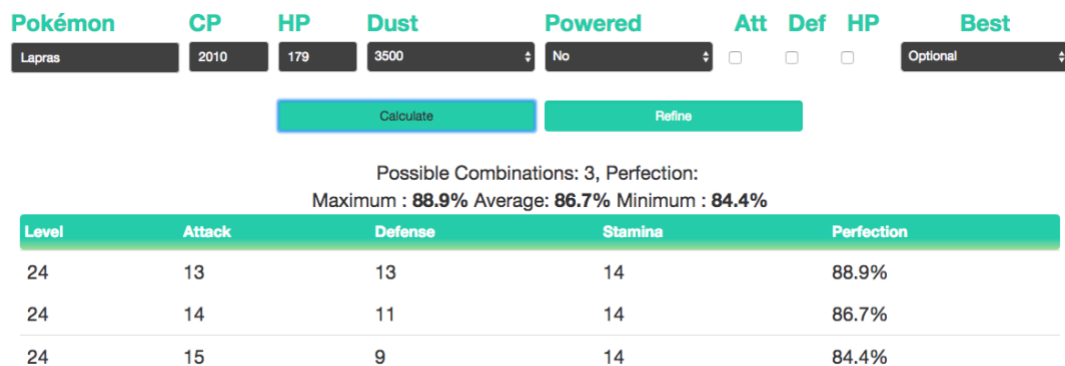 Pokémon CP HP Dust Powered Att Def HP Best
Lapras 2010 179 3500 No Optional
Calculate Refine
Possible Combinations: 3, Perfection:
Maximum : 88.9% Average: 86.7% Minimum : 84.4%
Level Attack Defense Stamina Perfection
24 13 13 14 88.9%
24 14 11 14 86.7%
24 15 9 14 84.4%